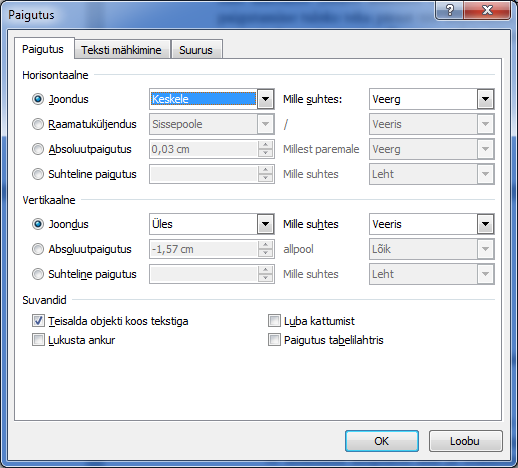 Paigutus
Paigutus Teksti mähkimine Suurus
Horisontaalne
Joondus Keskele Mille suhtes: Veerg
Raamatuküljendus Sissepoole / Veeris
Absoluutpaigutus 0,03 cm Millest paremale Veerg
Suhteline paigutus Mille suhtes Leht
Vertikaalne
Joondus Üles Mille suhtes Veeris
Absoluutpaigutus -1,57 cm allpool Lõik
Suhteline paigutus Mille suhtes Leht
Suvandid
Teisalda objekti koos tekstiga Luba kattumist
Lukusta ankur Paigutus tabelilahtris
OK Loobu